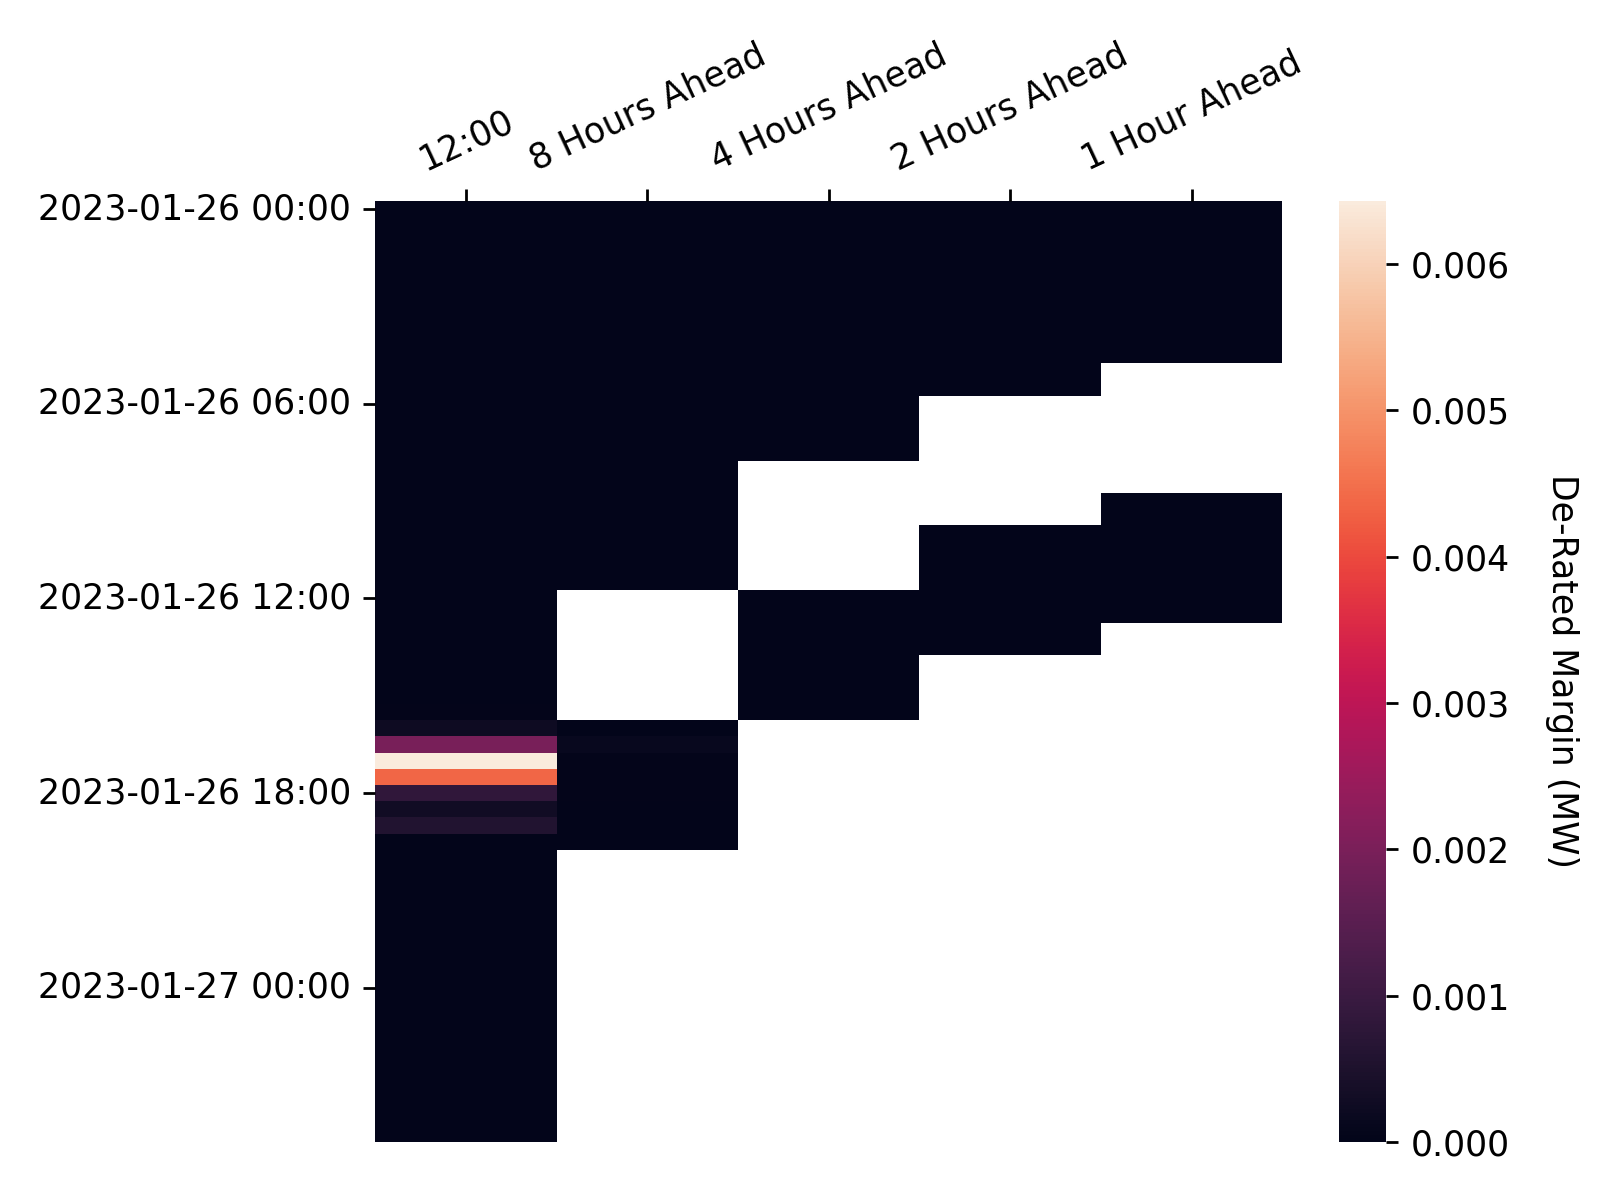 12:00
8 Hours Ahead
4 Hours Ahead
2 Hours Ahead
1 Hour Ahead
2023-01-26 00:00
2023-01-26 06:00
2023-01-26 12:00
2023-01-26 18:00
2023-01-27 00:00
0.006
0.005
0.004
0.003
0.002
0.001
0.000
De-Rated Margin (MW)